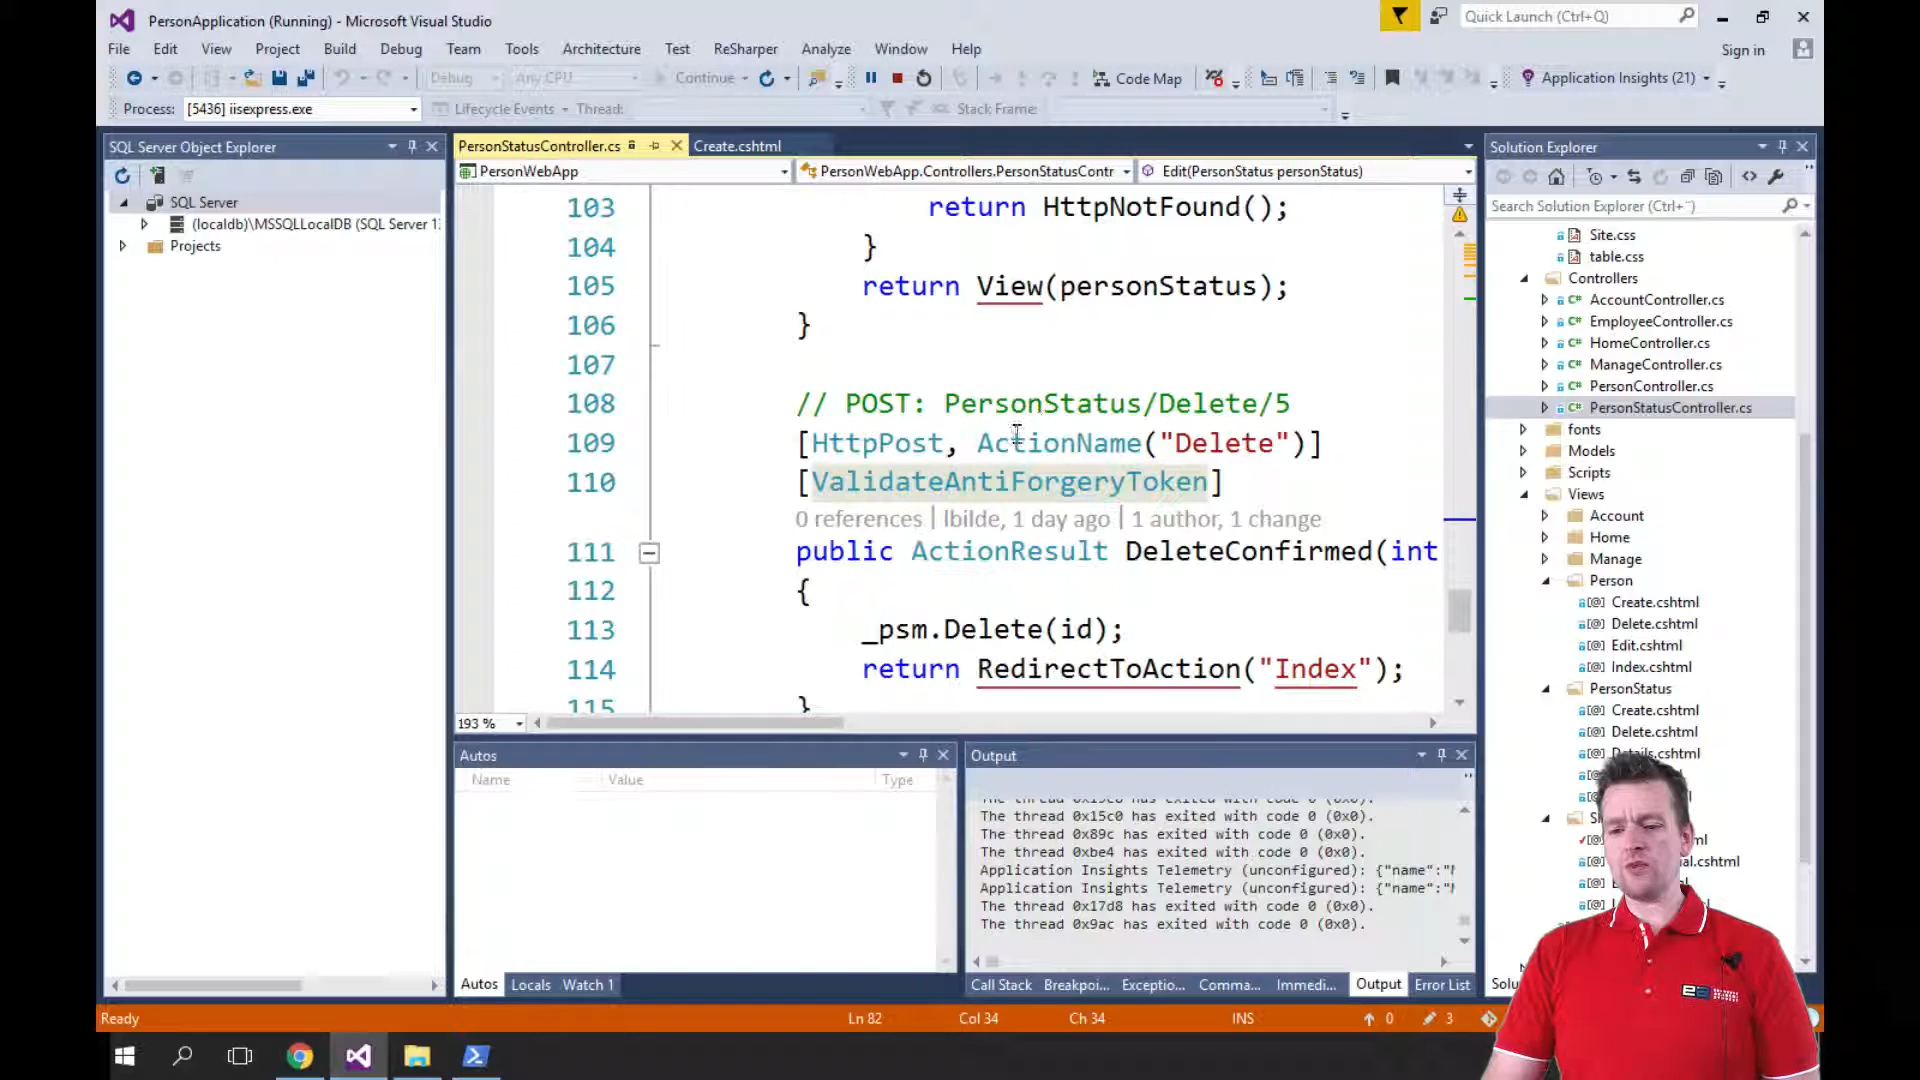 PersonApplication (Running) - Microsoft Visual Studio
Quick Launch (Ctrl+Q)
File Edit View Project Build Debug Team Tools Architecture Test ReSharper Analyze Window Help
Sign in
Debug Any CPU Continue Code Map Application Insights (21)
Process: [5436] iisexpress.exe Lifecycle Events Thread: Stack Frame:
SQL Server Object Explorer
SQL Server
(localdb)\MSSQLLocalDB (SQL Server 1
Projects
PersonStatusController.cs Create.cshtml
PersonWebApp PersonWebApp.Controllers.PersonStatusContr Edit(PersonStatus personStatus)
103 return HttpNotFound();
104 }
105 return View(personStatus);
106 }
107
108 // POST: PersonStatus/Delete/5
109 [HttpPost, ActionName("Delete")]
110 [ValidateAntiForgeryToken]
0 references | lbilde, 1 day ago | 1 author, 1 change
111 public ActionResult DeleteConfirmed(int
112 {
113 _psm.Delete(id);
114 return RedirectToAction("Index");
115 }
193 %
Solution Explorer
Search Solution Explorer (Ctrl+¨)
Site.css
table.css
Controllers
C# AccountController.cs
C# EmployeeController.cs
C# HomeController.cs
C# ManageController.cs
C# PersonController.cs
C# PersonStatusController.cs
fonts
Models
Scripts
Views
Account
Home
Manage
Person
Create.cshtml
Delete.cshtml
Edit.cshtml
Index.cshtml
PersonStatus
Create.cshtml
Delete.cshtml
Details.cshtml
al.cshtml
Autos
Name Value Type
Autos Locals Watch 1
Output
The thread 0x15c0 has exited with code 0 (0x0).
The thread 0x89c has exited with code 0 (0x0).
The thread 0xbe4 has exited with code 0 (0x0).
Application Insights Telemetry (unconfigured): {"name":"M
Application Insights Telemetry (unconfigured): {"name":"M
The thread 0x17d8 has exited with code 0 (0x0).
The thread 0x9ac has exited with code 0 (0x0).
Call Stack Breakpoi... Exceptio... Comma... Immedi... Output Error List
Solu
Ready Ln 82 Col 34 Ch 34 INS 0 3